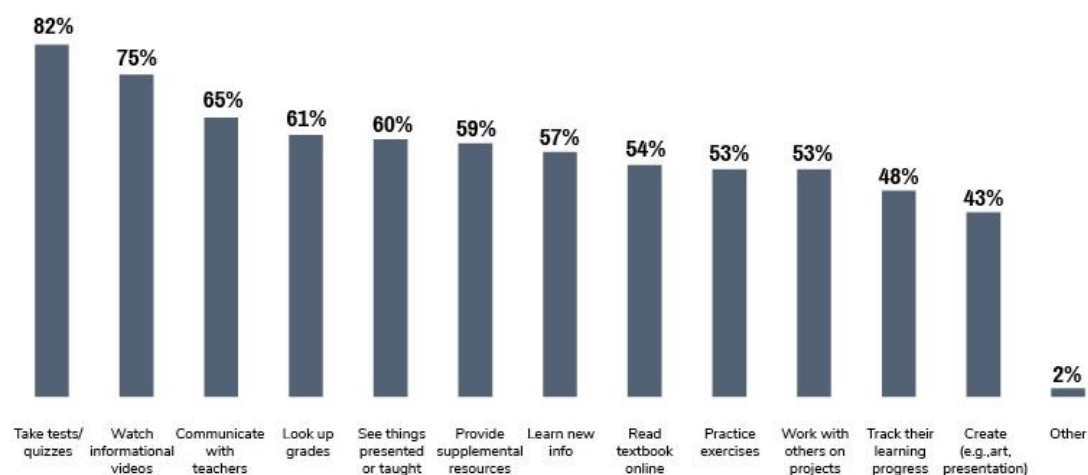 82%
75%
65%
61%
60%
59%
57%
54%
53%
53%
48%
43%
2%
Take tests/
quizzes
Watch
informational
videos
Communicate
with
teachers
Look up
grades
See things
presented
or taught
Provide
supplemental
resources
Learn new
info
Read
textbook
online
Practice
exercises
Work with
others on
projects
Track their
learning
progress
Create
(e.g.,art,
presentation)
Other